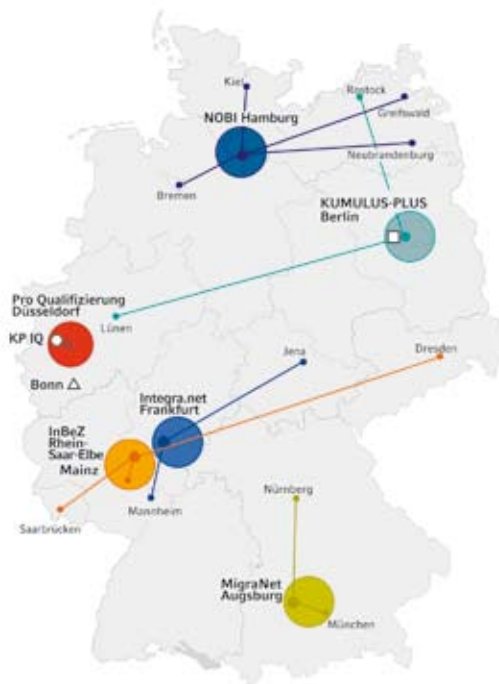 Kiel
Rostock
Greifswald
NOBI Hamburg
Neubrandenburg
Bremen
KUMULUS-PLUS
Berlin
Pro Qualifizierung
Düsseldorf
Lünen
KP IQ
Jena
Dresden
Bonn
Integra.net
Frankfurt
InBeZ
Rhein-
Saar-Elbe
Mainz
Nürnberg
Mannheim
Saarbrücken
MigraNet
Augsburg
München